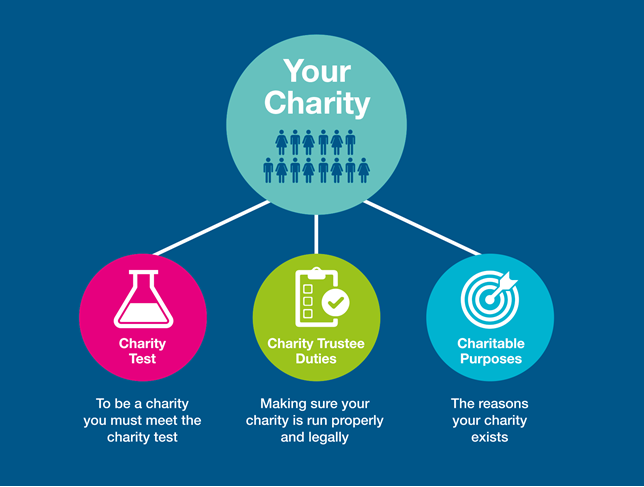 Your
Charity
Charity
Test
Charity Trustee
Duties
Charitable
Purposes
To be a charity
you must meet the
charity test
Making sure your
charity is run properly
and legally
The reasons
your charity
exists